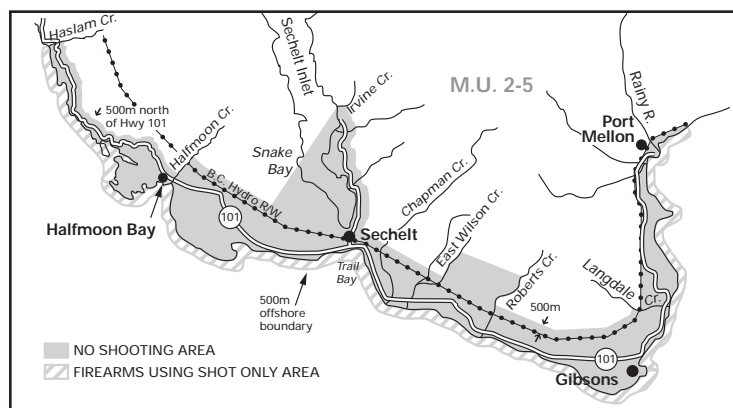 Haslam Cr.
500m north
of Hwy 101
Halfmoon Cr.
Sechelt Inlet
Irvine Cr.
M.U. 2-5
Rainy R.
Port
Mellon
Snake
Bay
B.C. Hydro R/W
Chapman Cr.
Halfmoon Bay
101
Sechelt
East Wilson Cr.
Trail
Bay
Roberts Cr.
Langdale
Cr.
500m
offshore
boundary
500m
101
Gibsons
NO SHOOTING AREA
FIREARMS USING SHOT ONLY AREA